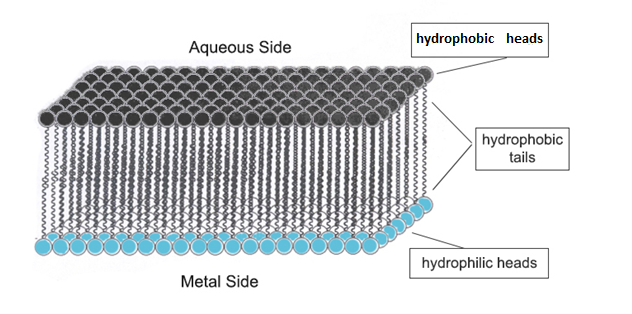 Aqueous Side
hydrophobic heads
hydrophobic
tails
hydrophilic heads
Metal Side